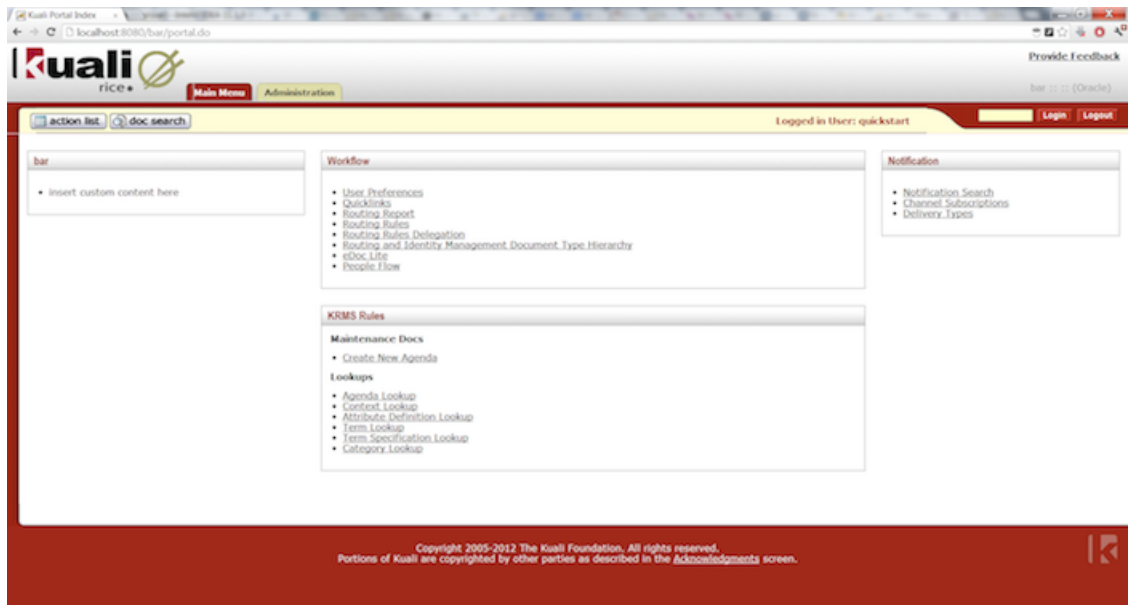 Kuali Portal Index
localhost:8080/bar/portal.do
kuali
rice
Provide Feedback
Main Menu
Administration
bar :: :: (Oracle)
action list
doc search
Logged in User: quickstart
Login
Logout
bar
• insert custom content here
Workflow
• User Preferences
• Quicklinks
• Routing Report
• Routing Rules
• Routing Rules Delegation
• Routing and Identity Management Document Type Hierarchy
• eDoc Lite
• People Flow
KRMS Rules
Maintenance Docs
• Create New Agenda
Lookups
• Agenda Lookup
• Context Lookup
• Attribute Definition Lookup
• Term Lookup
• Term Specification Lookup
• Category Lookup
Notification
• Notification Search
• Channel Subscriptions
• Delivery Types
Copyright 2005-2012 The Kuali Foundation. All rights reserved.
Portions of Kuali are copyrighted by other parties as described in the Acknowledgments screen.